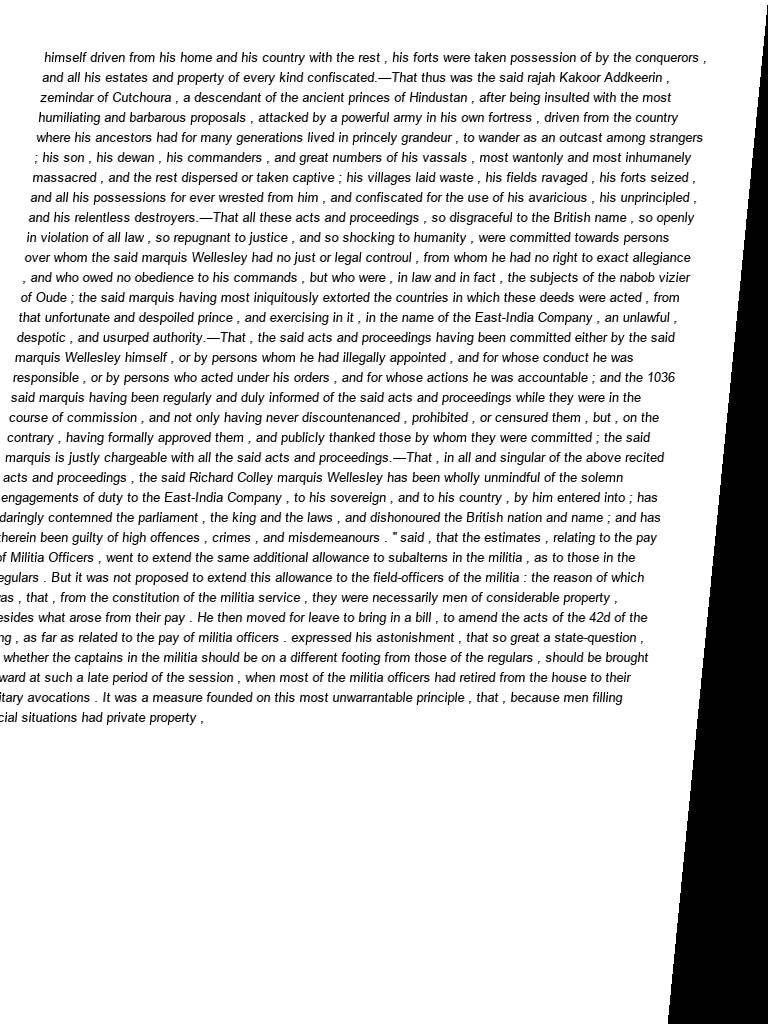 himself driven from his home and his country with the rest , his forts were taken possession of by the conquerors ,
and all his estates and property of every kind confiscated.—That thus was the said rajah Kakoor Addkeerin ,
zemindar of Cutchoura , a descendant of the ancient princes of Hindustan , after being insulted with the most
humiliating and barbarous proposals , attacked by a powerful army in his own fortress , driven from the country
where his ancestors had for many generations lived in princely grandeur , to wander as an outcast among strangers
; his son , his dewan , his commanders , and great numbers of his vassals , most wantonly and most inhumanely
massacred , and the rest dispersed or taken captive ; his villages laid waste , his fields ravaged , his forts seized ,
and all his possessions for ever wrested from him , and confiscated for the use of his avaricious , his unprincipled ,
and his relentless destroyers.—That all these acts and proceedings , so disgraceful to the British name , so openly
in violation of all law , so repugnant to justice , and so shocking to humanity , were committed towards persons
over whom the said marquis Wellesley had no just or legal controul , from whom he had no right to exact allegiance
, and who owed no obedience to his commands , but who were , in law and in fact , the subjects of the nabob vizier
of Oude ; the said marquis having most iniquitously extorted the countries in which these deeds were acted , from
that unfortunate and despoiled prince , and exercising in it , in the name of the East-India Company , an unlawful ,
despotic , and usurped authority.—That , the said acts and proceedings having been committed either by the said
marquis Wellesley himself , or by persons whom he had illegally appointed , and for whose conduct he was
responsible , or by persons who acted under his orders , and for whose actions he was accountable ; and the 1036
said marquis having been regularly and duly informed of the said acts and proceedings while they were in the
course of commission , and not only having never discountenanced , prohibited , or censured them , but , on the
contrary , having formally approved them , and publicly thanked those by whom they were committed ; the said
marquis is justly chargeable with all the said acts and proceedings.—That , in all and singular of the above recited
acts and proceedings , the said Richard Colley marquis Wellesley has been wholly unmindful of the solemn
engagements of duty to the East-India Company , to his sovereign , and to his country , by him entered into ; has
daringly contemned the parliament , the king and the laws , and dishonoured the British nation and name ; and has
therein been guilty of high offences , crimes , and misdemeanours . " said , that the estimates , relating to the pay
of Militia Officers , went to extend the same additional allowance to subalterns in the militia , as to those in the
egulars . But it was not proposed to extend this allowance to the field-officers of the militia : the reason of which
as , that , from the constitution of the militia service , they were necessarily men of considerable property ,
esides what arose from their pay . He then moved for leave to bring in a bill , to amend the acts of the 42d of the
ng , as far as related to the pay of militia officers . expressed his astonishment , that so great a state-question ,
whether the captains in the militia should be on a different footing from those of the regulars , should be brought
ward at such a late period of the session , when most of the militia officers had retired from the house to their
itary avocations . It was a measure founded on this most unwarrantable principle , that , because men filling
cial situations had private property ,